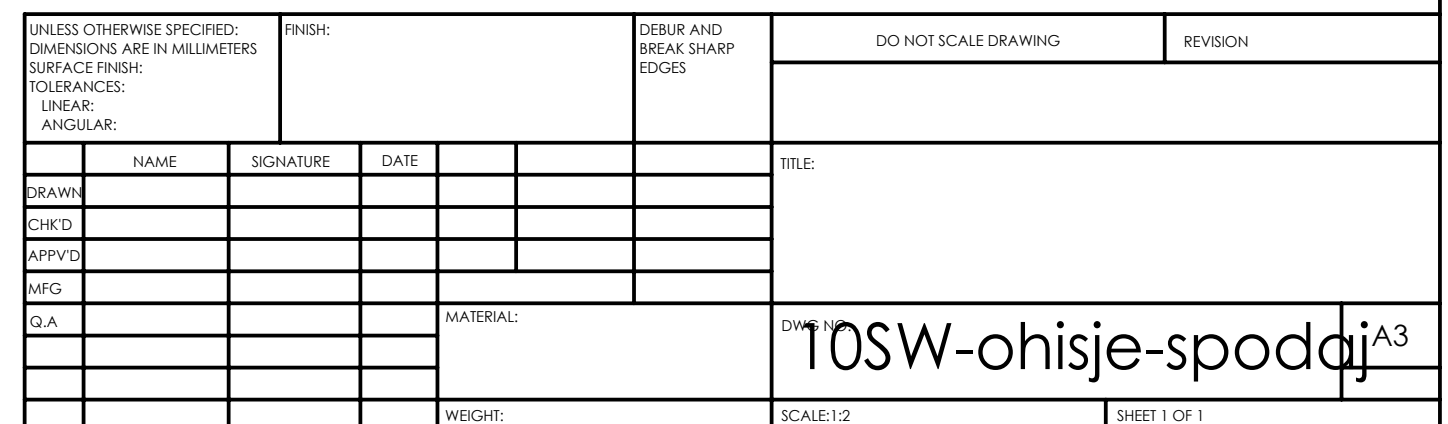 UNLESS OTHERWISE SPECIFIED:
DIMENSIONS ARE IN MILLIMETERS
SURFACE FINISH:
TOLERANCES:
LINEAR:
ANGULAR:
FINISH:
DEBUR AND
BREAK SHARP
EDGES
DO NOT SCALE DRAWING
REVISION
NAME
SIGNATURE
DATE
TITLE:
DRAWN
CHK'D
APPV'D
MFG
Q.A
MATERIAL:
DWG NO.
10SW-ohisje-spodaj
A3
WEIGHT:
SCALE:1:2
SHEET 1 OF 1